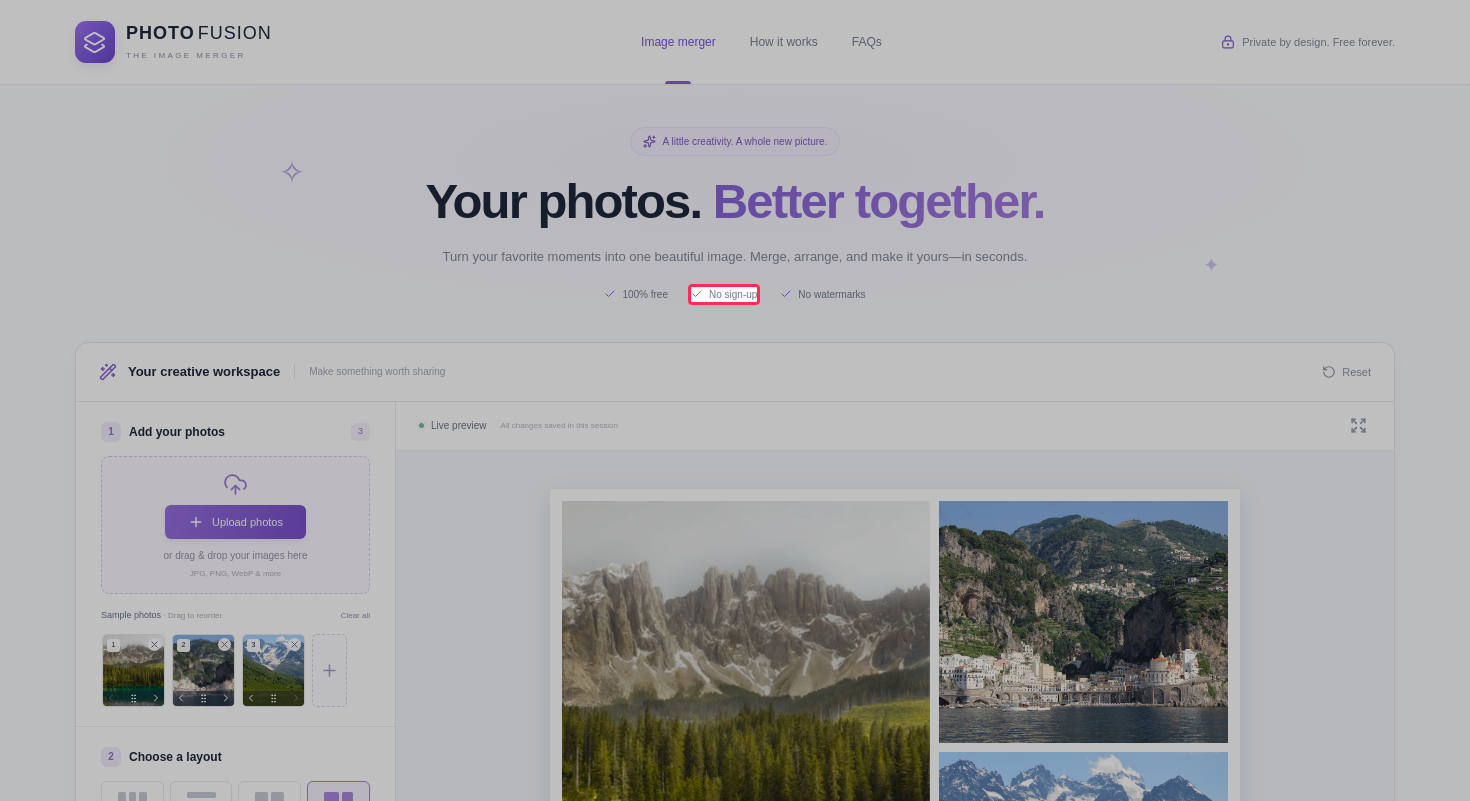 PHOTO FUSION
THE IMAGE MERGER
Image merger
How it works
FAQs
Private by design. Free forever.
A little creativity. A whole new picture.
Your photos. Better together.
Turn your favorite moments into one beautiful image. Merge, arrange, and make it yours—in seconds.
100% free
No sign-up
No watermarks
Your creative workspace
Make something worth sharing
Reset
1 Add your photos 3
Upload photos
or drag & drop your images here
JPG, PNG, WebP & more
Sample photos · Drag to reorder
Clear all
1
2
3
2 Choose a layout
Live preview
All changes saved in this session